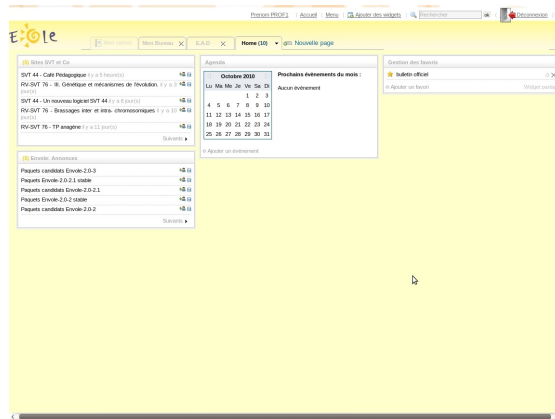 Prenom PROF1 | Accueil | Menu | Ajouter des widgets | Rechercher ok | Déconnexion
Eole
Mon Bureau X E.A.D X Home (10) Nouvelle page
(5) Sites SVT et Co
SVT 44 - Café Pédagogique il y a 5 heure(s)
RV-SVT 76 - III. Génétique et mécanismes de l'évolution, il y a 3
jour(s)
SVT 44 - Un nouveau logiciel SVT 44 il y a 8 jour(s)
RV-SVT 76 - Brassages inter et intra- chromosomiques il y a 10
jour(s)
RV-SVT 76 - TP anagène il y a 11 jour(s)
Suivants
(5) Envole: Annonces
Paquets candidats Envole-2.0-3
Paquets Envole-2.0-2.1 stable
Paquets candidats Envole-2.0-2.1
Paquets Envole-2.0-2 stable
Paquets candidats Envole-2.0-2
Suivants
Agenda
Octobre 2010
Lu Ma Me Je Ve Sa Di
1 2 3
4 5 6 7 8 9 10
11 12 13 14 15 16 17
18 19 20 21 22 23 24
25 26 27 28 29 30 31
Prochains évènements du mois :
Aucun évènement
Ajouter un évènement
Gestion des favoris
bulletin officiel
Ajouter un favori